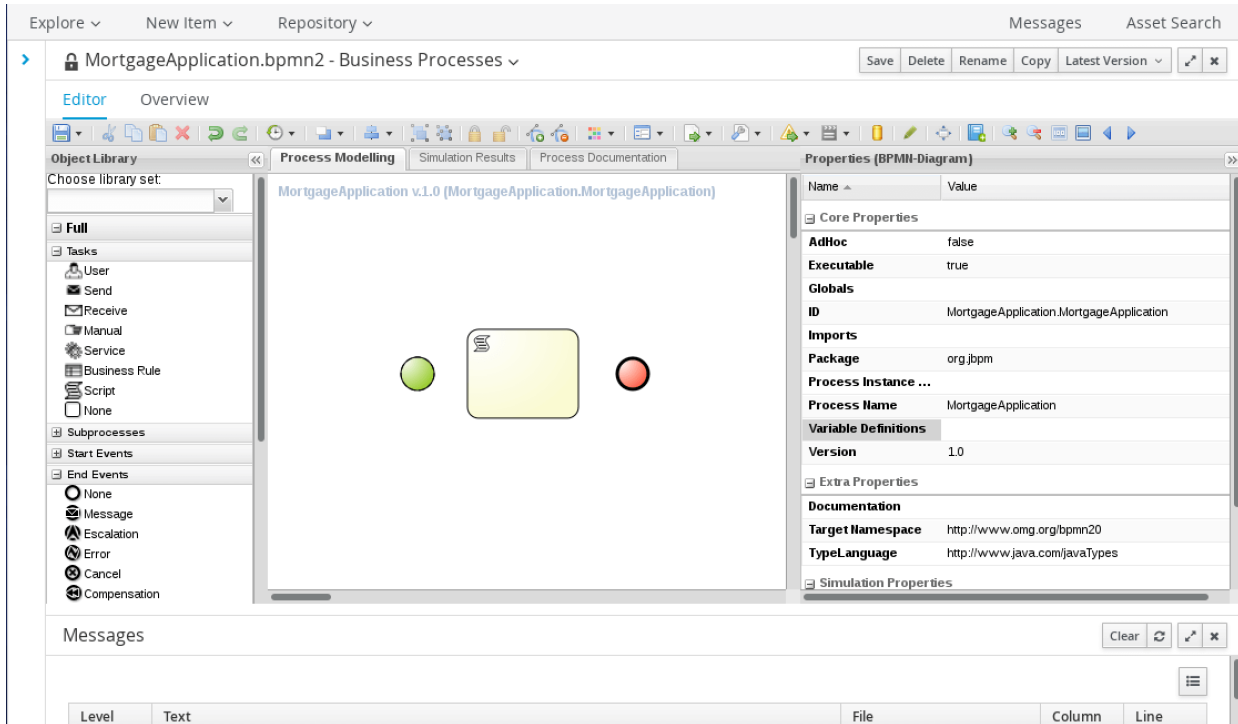 Explore New Item Repository Messages Asset Search
MortgageApplication.bpmn2 - Business Processes Save Delete Rename Copy Latest Version
Editor Overview
Object Library Process Modelling Simulation Results Process Documentation Properties (BPMN-Diagram)
Choose library set:
Name Value
MortgageApplication v.1.0 (MortgageApplication.MortgageApplication)
Full
Tasks
User
Send
Receive
Manual
Service
Business Rule
Script
None
Subprocesses
Start Events
End Events
None
Message
Escalation
Error
Cancel
Compensation
Core Properties
AdHoc false
Executable true
Globals
ID MortgageApplication.MortgageApplication
Imports
Package org.jbpm
Process Instance ...
Process Name MortgageApplication
Variable Definitions
Version 1.0
Extra Properties
Documentation
Target Namespace http://www.omg.org/bpmn20
TypeLanguage http://www.java.com/javaTypes
Simulation Properties
Messages Clear
Level Text File Column Line